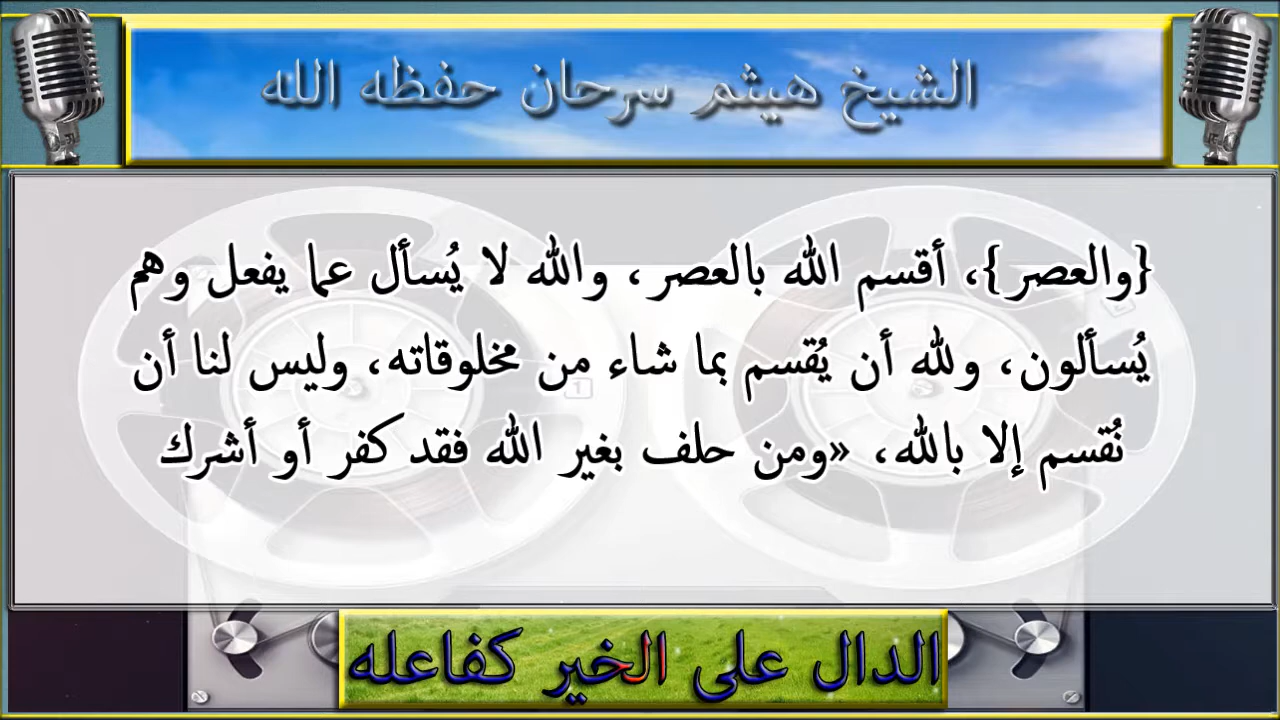 الشيخ هيثم سرحان حفظه الله
{والعصر}، أقسم الله بالعصر، والله لا يُسأل عما يفعل وهم
يُسألون، ولله أن يُقسم بما شاء من مخلوقاته، وليس لنا أن
نُقسم إلا بالله، «ومن حلف بغير الله فقد كفر أو أشرك
الدال على الخير كفاعله